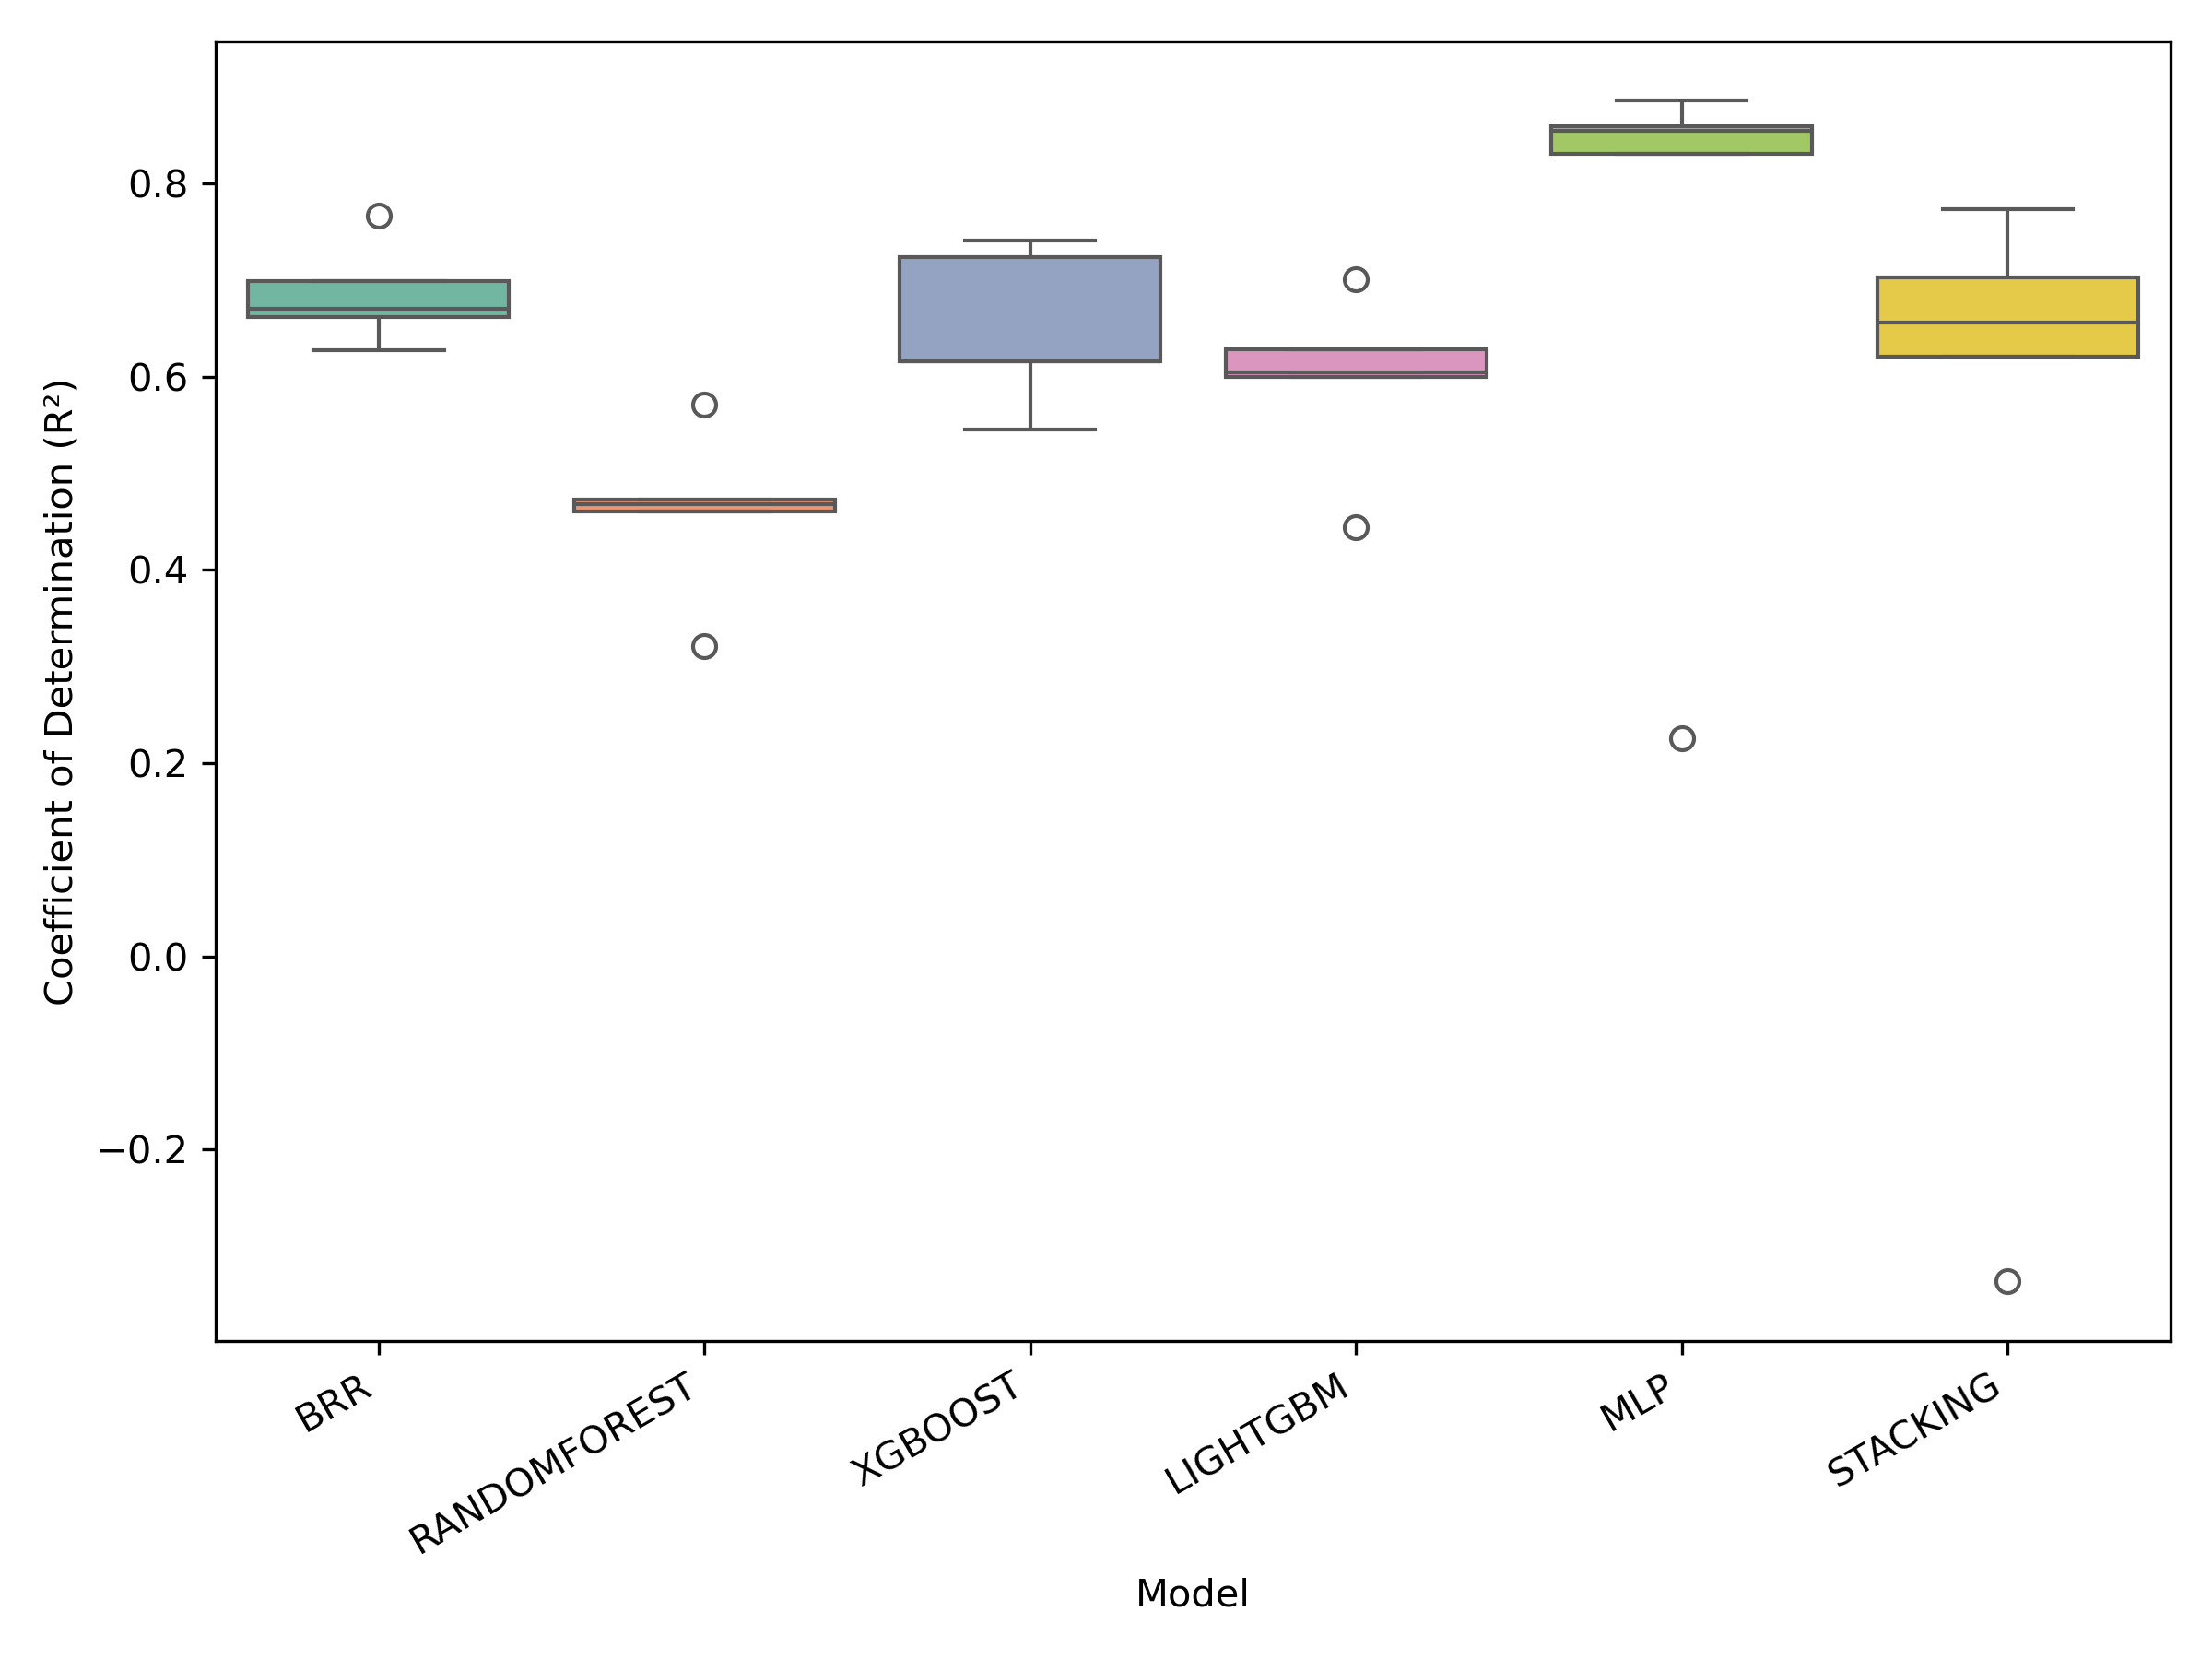 Coefficient of Determination (R²)
0.8
0.6
0.4
0.2
0.0
−0.2
BRR
RANDOMFOREST
XGBOOST
LIGHTGBM
MLP
STACKING
Model